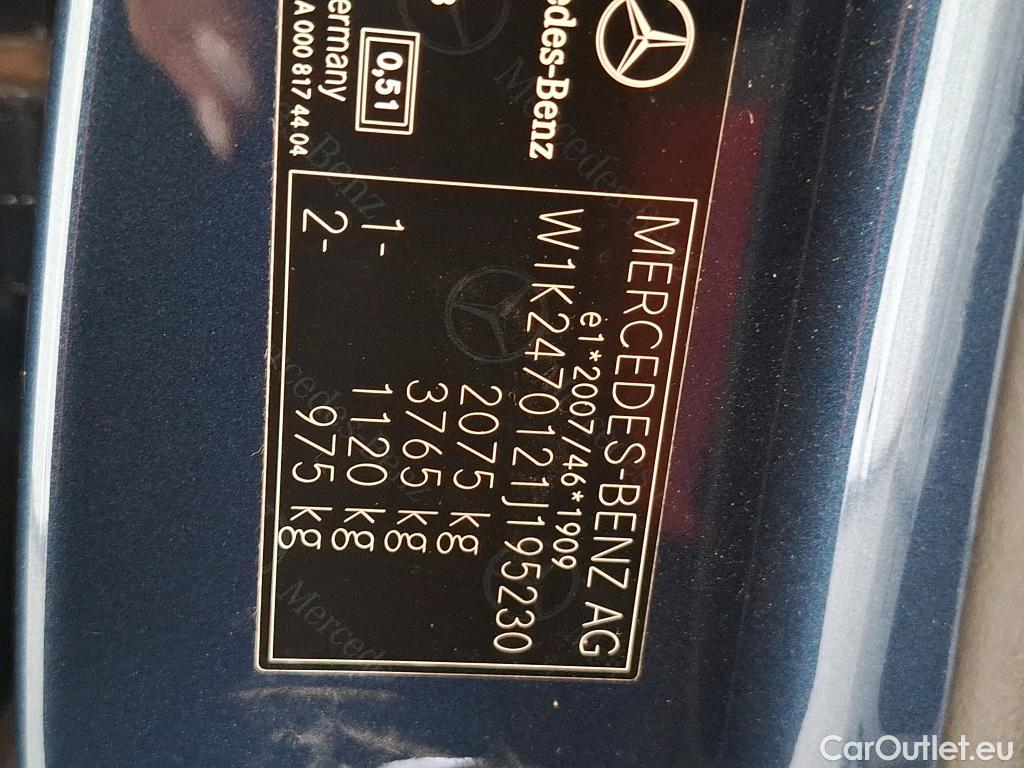 Mercedes-Benz
ermany
A 000 817 44 04
0,51
MERCEDES-BENZ AG
e1*2007/46*1909
W1K2470121J195230
2075 kg
3765 kg
1- 1120 kg
2- 975 kg
CarOutlet.eu